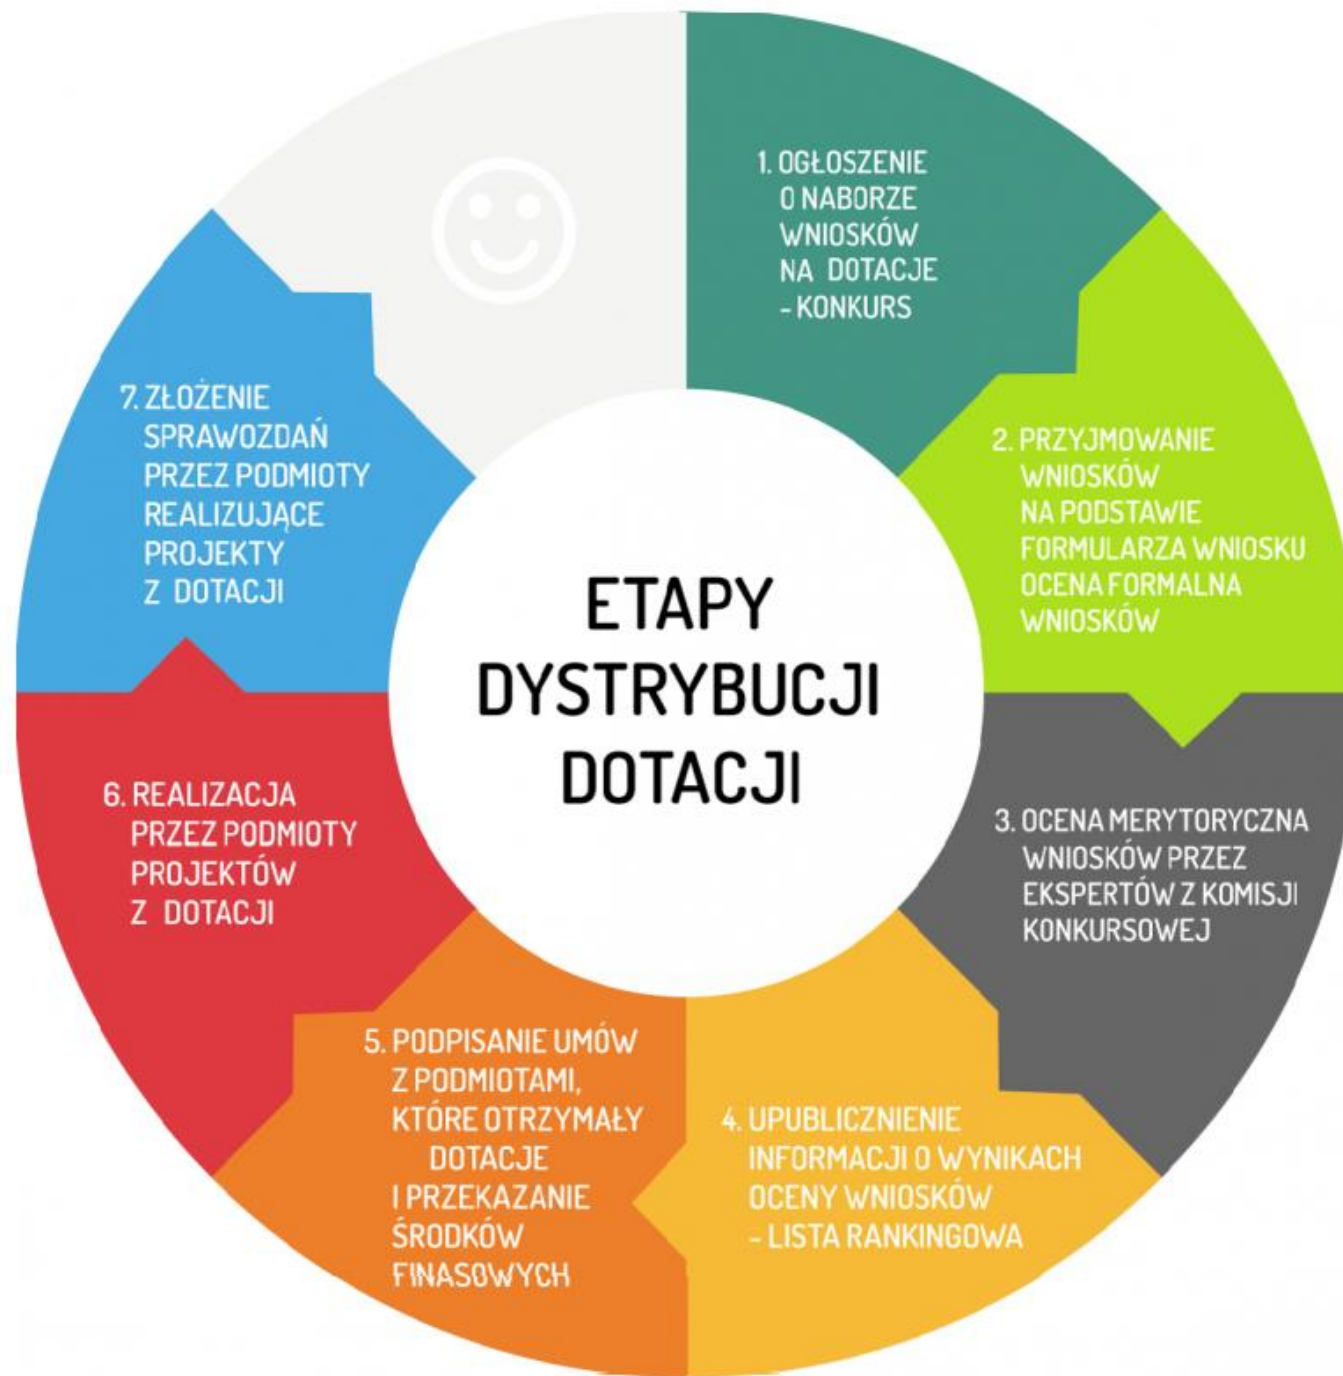 1. OGŁOSZENIE
O NABORZE
WNIOSKÓW
NA DOTACJE
- KONKURS
2. PRZYJMOWANIE
WNIOSKÓW
NA PODSTAWIE
FORMULARZA WNIOSKU
OCENA FORMALNA
WNIOSKÓW
3. OCENA MERYTORYCZNA
WNIOSKÓW PRZEZ
EKSPERTÓW Z KOMISJI
KONKURSOWEJ
4. UPUBLICZNIENIE
INFORMACJI O WYNIKACH
OCENY WNIOSKÓW
- LISTA RANKINGOWA
5. PODPISANIE UMÓW
Z PODMIOTAMI,
KTÓRE OTRZYMAŁY
DOTACJE
I PRZEKAZANIE
ŚRODKÓW
FINASOWYCH
6. REALIZACJA
PRZEZ PODMIOTY
PROJEKTÓW
Z DOTACJI
7. ZŁOŻENIE
SPRAWOZDAŃ
PRZEZ PODMIOTY
REALIZUJĄCE
PROJEKTY
Z DOTACJI
ETAPY
DYSTRYBUCJI
DOTACJI